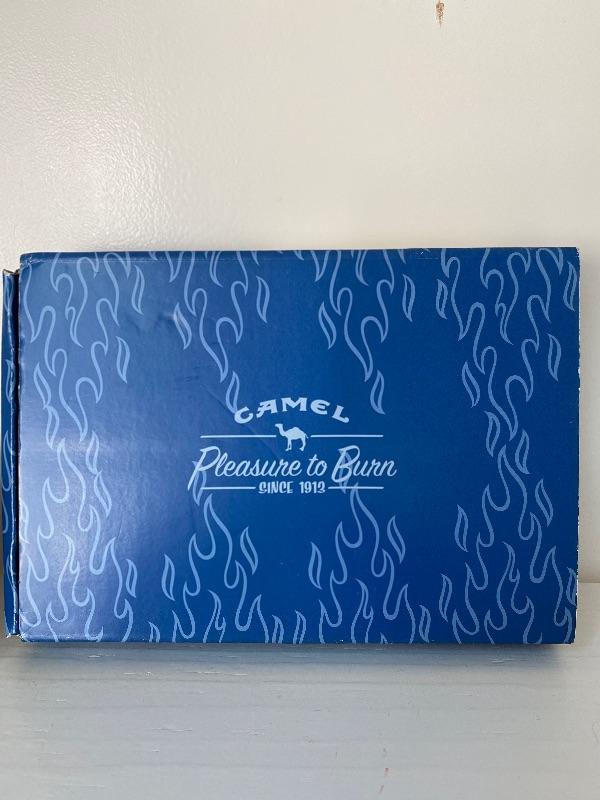 CAMEL
Pleasure to Burn
SINCE 1913